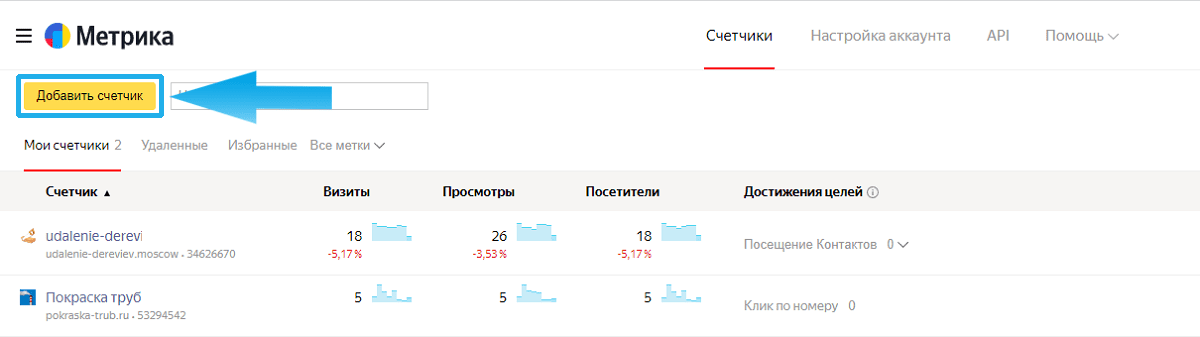 Метрика
Счетчики Настройка аккаунта API Помощь
Добавить счетчик
Мои счетчики 2 Удаленные Избранные Все метки
Счетчик Визиты Просмотры Посетители Достижения целей
udalenie-derevi 18 26 18 Посещение Контактов 0
udalenie-dereviev.moscow • 34626670 -5,17 % -3,53 % -5,17 %
Покраска труб 5 5 5 Клик по номеру 0
pokraska-trub.ru • 53294542